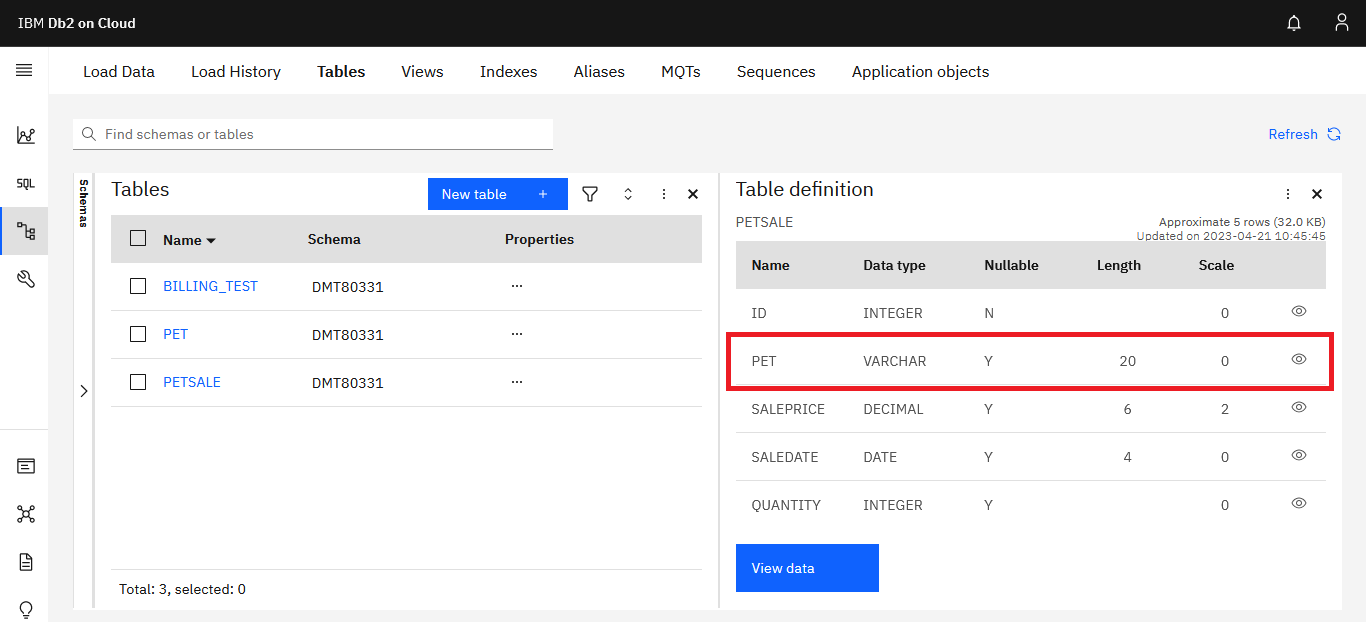 IBM Db2 on Cloud
Load Data Load History Tables Views Indexes Aliases MQTs Sequences Application objects
SQL
Find schemas or tables
Refresh
Schemas
Tables
New table +
Name Schema Properties
BILLING_TEST DMT80331 ...
PET DMT80331 ...
PETSALE DMT80331 ...
Total: 3, selected: 0
Table definition
PETSALE
Approximate 5 rows (32.0 KB)
Updated on 2023-04-21 10:45:45
Name Data type Nullable Length Scale
ID INTEGER N 0
PET VARCHAR Y 20 0
SALEPRICE DECIMAL Y 6 2
SALEDATE DATE Y 4 0
QUANTITY INTEGER Y 0
View data